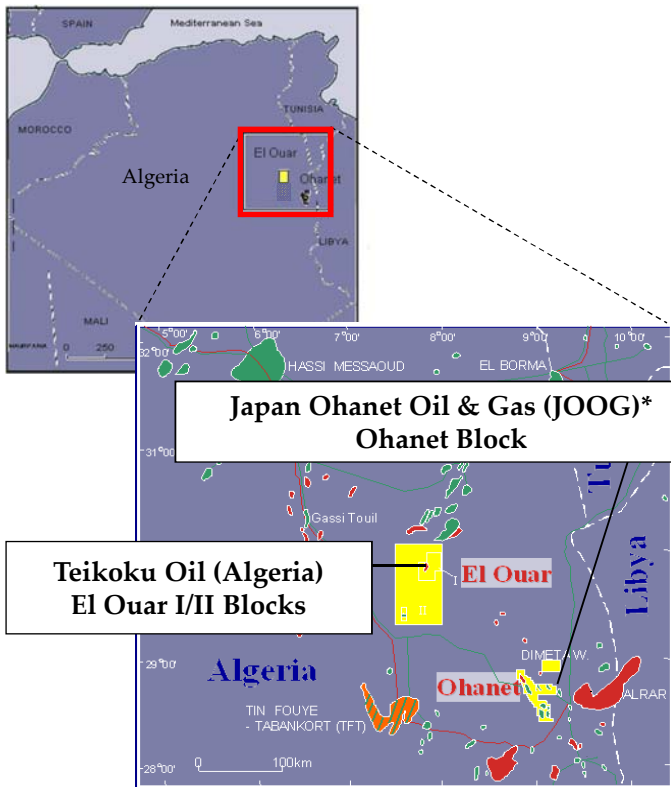 SPAIN
Mediterranean Sea
TUNISIA
MOROCCO
El Ouar
Algeria
Ohanet
LIBYA
MALI
0 250
5°00' 6°00' 7°00' 8°00' 9°00' 10°00'
32°00'
HASSI MESSAOUD
EL BORMA
Japan Ohanet Oil & Gas (JOOG)*
Ohanet Block
31°00'
Gassi Touil
Libya
Teikoku Oil (Algeria)
El Ouar I/II Blocks
El Ouar
I
II
29°00'
Algeria
DIMETA W.
Ohanet
ALRAR
TIN FOUYE
- TABANKORT (TFT)
28°00'
0 100km